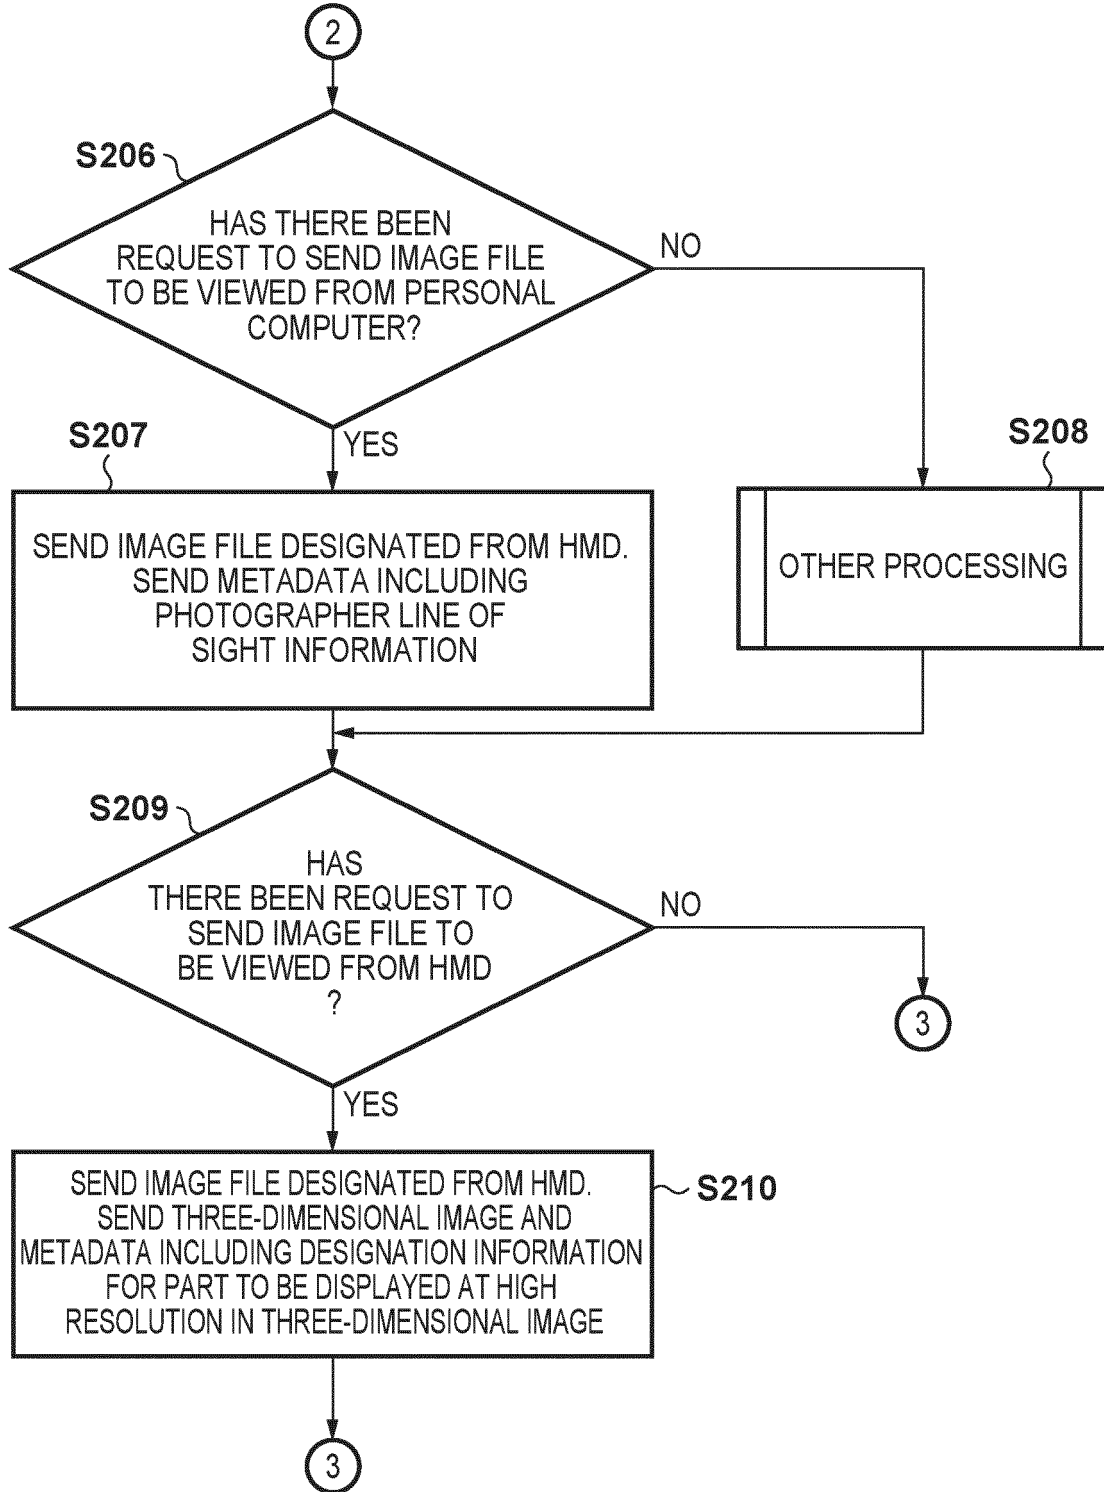 2
S206
HAS THERE BEEN
REQUEST TO SEND IMAGE FILE
TO BE VIEWED FROM PERSONAL
COMPUTER?
NO
YES
S207
SEND IMAGE FILE DESIGNATED FROM HMD.
SEND METADATA INCLUDING
PHOTOGRAPHER LINE OF
SIGHT INFORMATION
S208
OTHER PROCESSING
S209
HAS
THERE BEEN REQUEST TO
SEND IMAGE FILE TO
BE VIEWED FROM HMD
?
NO
3
YES
S210
SEND IMAGE FILE DESIGNATED FROM HMD.
SEND THREE-DIMENSIONAL IMAGE AND
METADATA INCLUDING DESIGNATION INFORMATION
FOR PART TO BE DISPLAYED AT HIGH
RESOLUTION IN THREE-DIMENSIONAL IMAGE
3